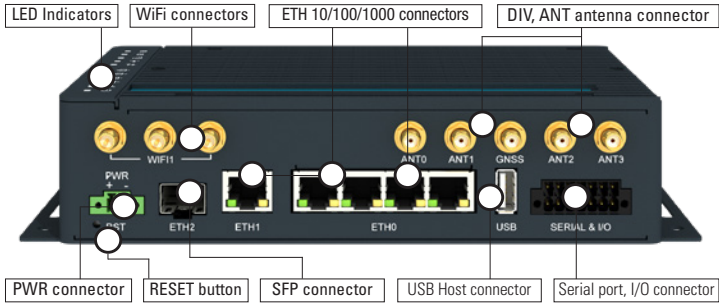 LED Indicators
WiFi connectors
ETH 10/100/1000 connectors
DIV, ANT antenna connector
WIFI1
ANT0
ANT1
GNSS
ANT2
ANT3
PWR
+ -
RST
ETH2
ETH1
ETH0
USB
SERIAL & I/O
PWR connector
RESET button
SFP connector
USB Host connector
Serial port, I/O connector